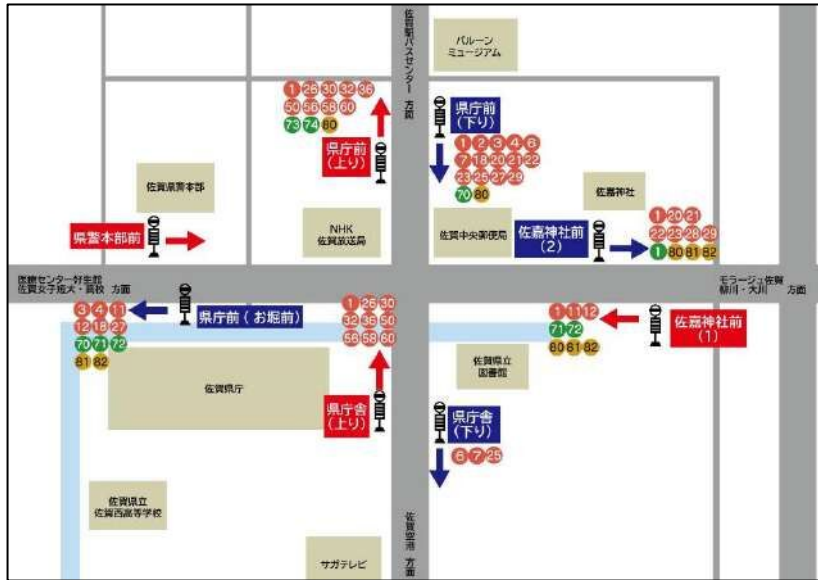 佐賀駅バスセンター 方面
バルーン
ミュージアム
1 26 30 32 36
50 56 58 60
73 74 80
県庁前
(上り)
県庁前
(下り)
1 2 3 4 6
7 18 20 21 22
23 25 27 29
70 80
佐賀県警本部
県警本部前
NHK
佐賀放送局
佐賀中央郵便局
佐嘉神社
佐嘉神社前
(2)
1 20 21
22 23 28 29
1 80 81 82
医療センター好生館
佐賀女子短大・高校 方面
モラージュ佐賀
柳川・大川 方面
3 4 11
12 18 27
70 71 72
81 82
県庁前(お堀前)
1 26 30
32 36 50
56 58 60
1 11 12
71 72
80 81 82
佐嘉神社前
(1)
佐賀県庁
県庁舎
(上り)
佐賀県立
図書館
県庁舎
(下り)
6 7 25
佐賀県立
佐賀西高等学校
サガテレビ
佐賀空港 方面